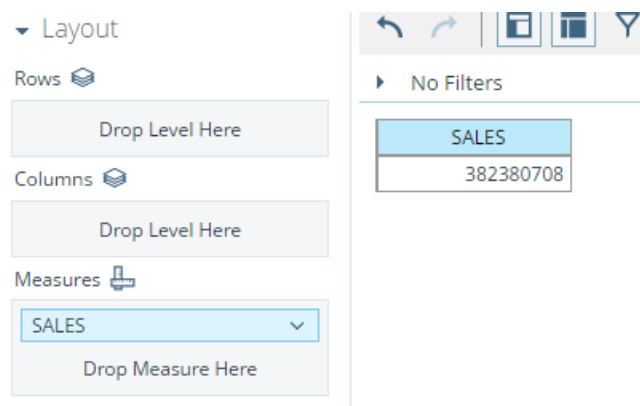 Layout
Rows
Drop Level Here
Columns
Drop Level Here
Measures
SALES
Drop Measure Here
No Filters
SALES
382380708